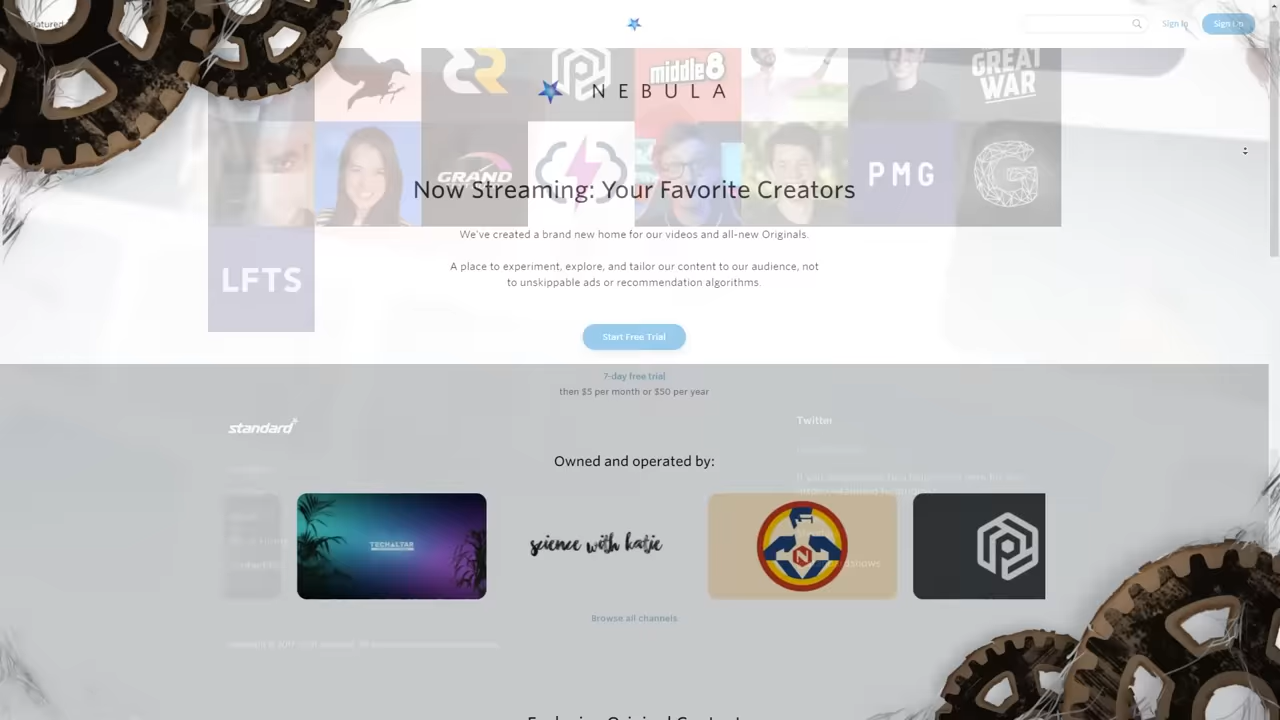 Featured
Sign In
Sign Up
middle8
GREAT
WAR
NEBULA
GRAND
PMG
Now Streaming: Your Favorite Creators
We've created a brand new home for our videos and all-new Originals.
LFTS
A place to experiment, explore, and tailor our content to our audience, not
to unskippable ads or recommendation algorithms.
Start Free Trial
7-day free trial
then $5 per month or $50 per year
standard
Twitter
Owned and operated by:
TECHALTAR
science with katie
Browse all channels